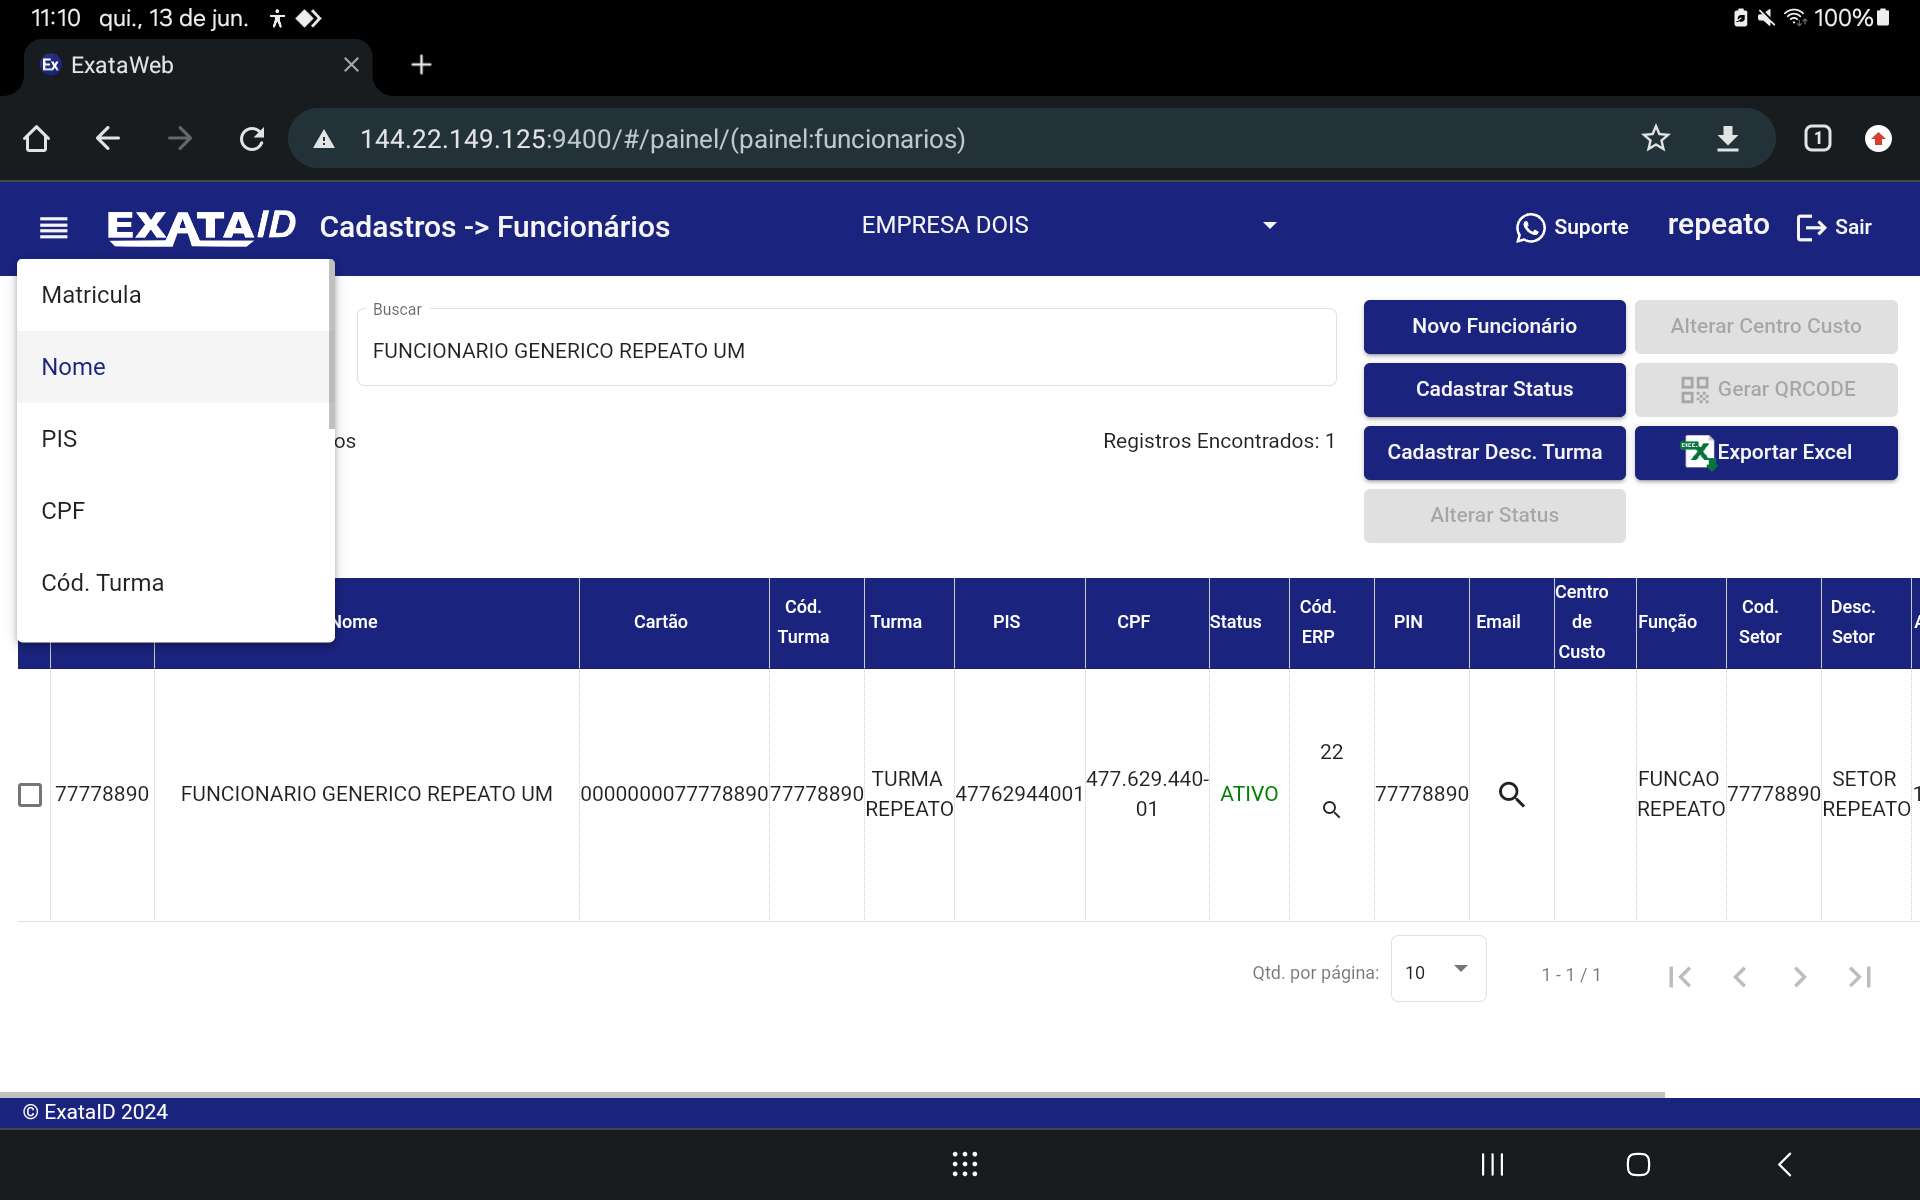 11:10 qui., 13 de jun. 100%
Ex ExataWeb
1
144.22.149.125:9400/#/painel/(painel:funcionarios)
EXATA/ID Cadastros -> Funcionários EMPRESA DOIS Suporte repeato Sair
Matricula
Nome
PIS
CPF
Cód. Turma
Buscar
FUNCIONARIO GENERICO REPEATO UM
os Registros Encontrados: 1
Novo Funcionário Alterar Centro Custo
Cadastrar Status Gerar QRCODE
Cadastrar Desc. Turma Exportar Excel
Alterar Status
Nome Cartão Cód. Turma Turma PIS CPF Status Cód. ERP PIN Email Centro de Custo Função Cod. Setor Desc. Setor
77778890 FUNCIONARIO GENERICO REPEATO UM 0000000077778890 77778890 TURMA REPEATO 47762944001 477.629.440-01 ATIVO 22 77778890 FUNCAO REPEATO 77778890 SETOR REPEATO 1
Qtd. por página: 10 1 - 1 / 1
© ExataID 2024